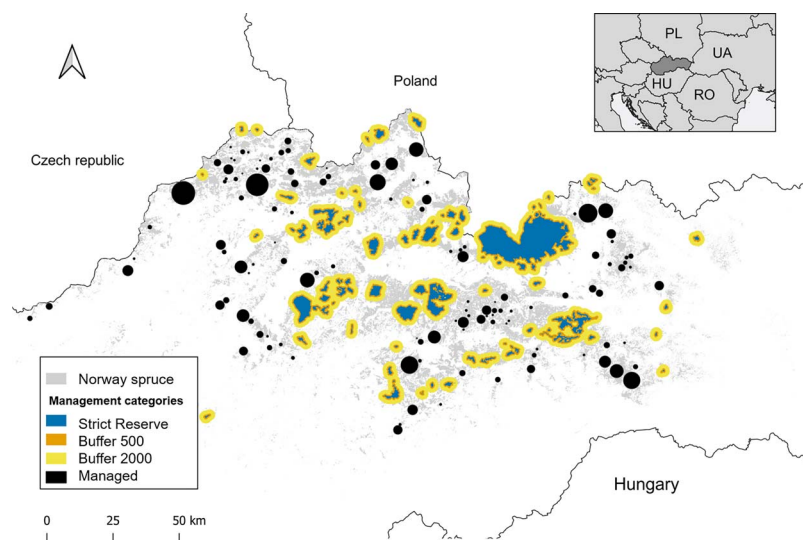 PL
UA
HU
RO
Poland
Czech republic
Norway spruce
Management categories
Strict Reserve
Buffer 500
Buffer 2000
Managed
Hungary
0 25 50 km